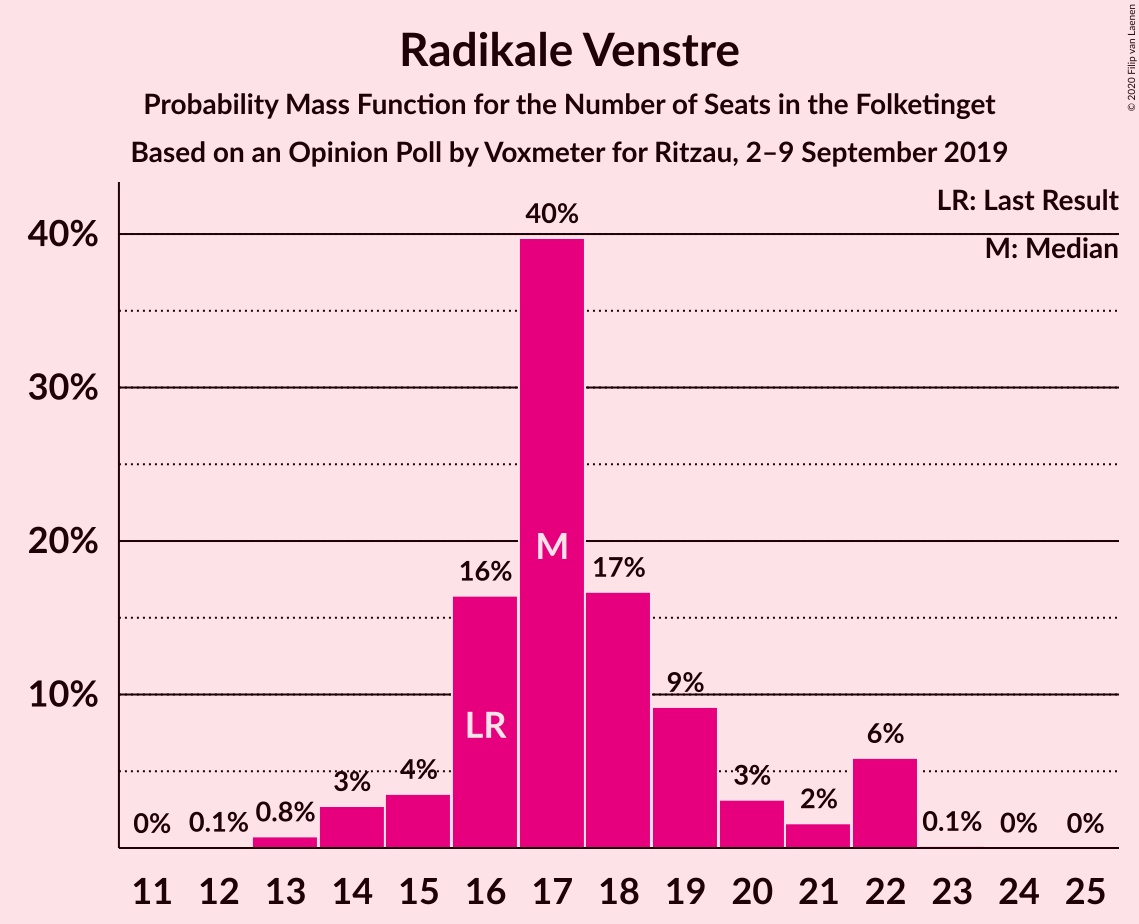 Radikale Venstre
Probability Mass Function for the Number of Seats in the Folketinget
Based on an Opinion Poll by Voxmeter for Ritzau, 2–9 September 2019
© 2020 Filip van Laenen
LR: Last Result
M: Median
40%
30%
20%
10%
0%
0.1%
0.8%
3%
4%
16%
40%
17%
9%
3%
2%
6%
0.1%
0%
0%
LR
M
11 12 13 14 15 16 17 18 19 20 21 22 23 24 25